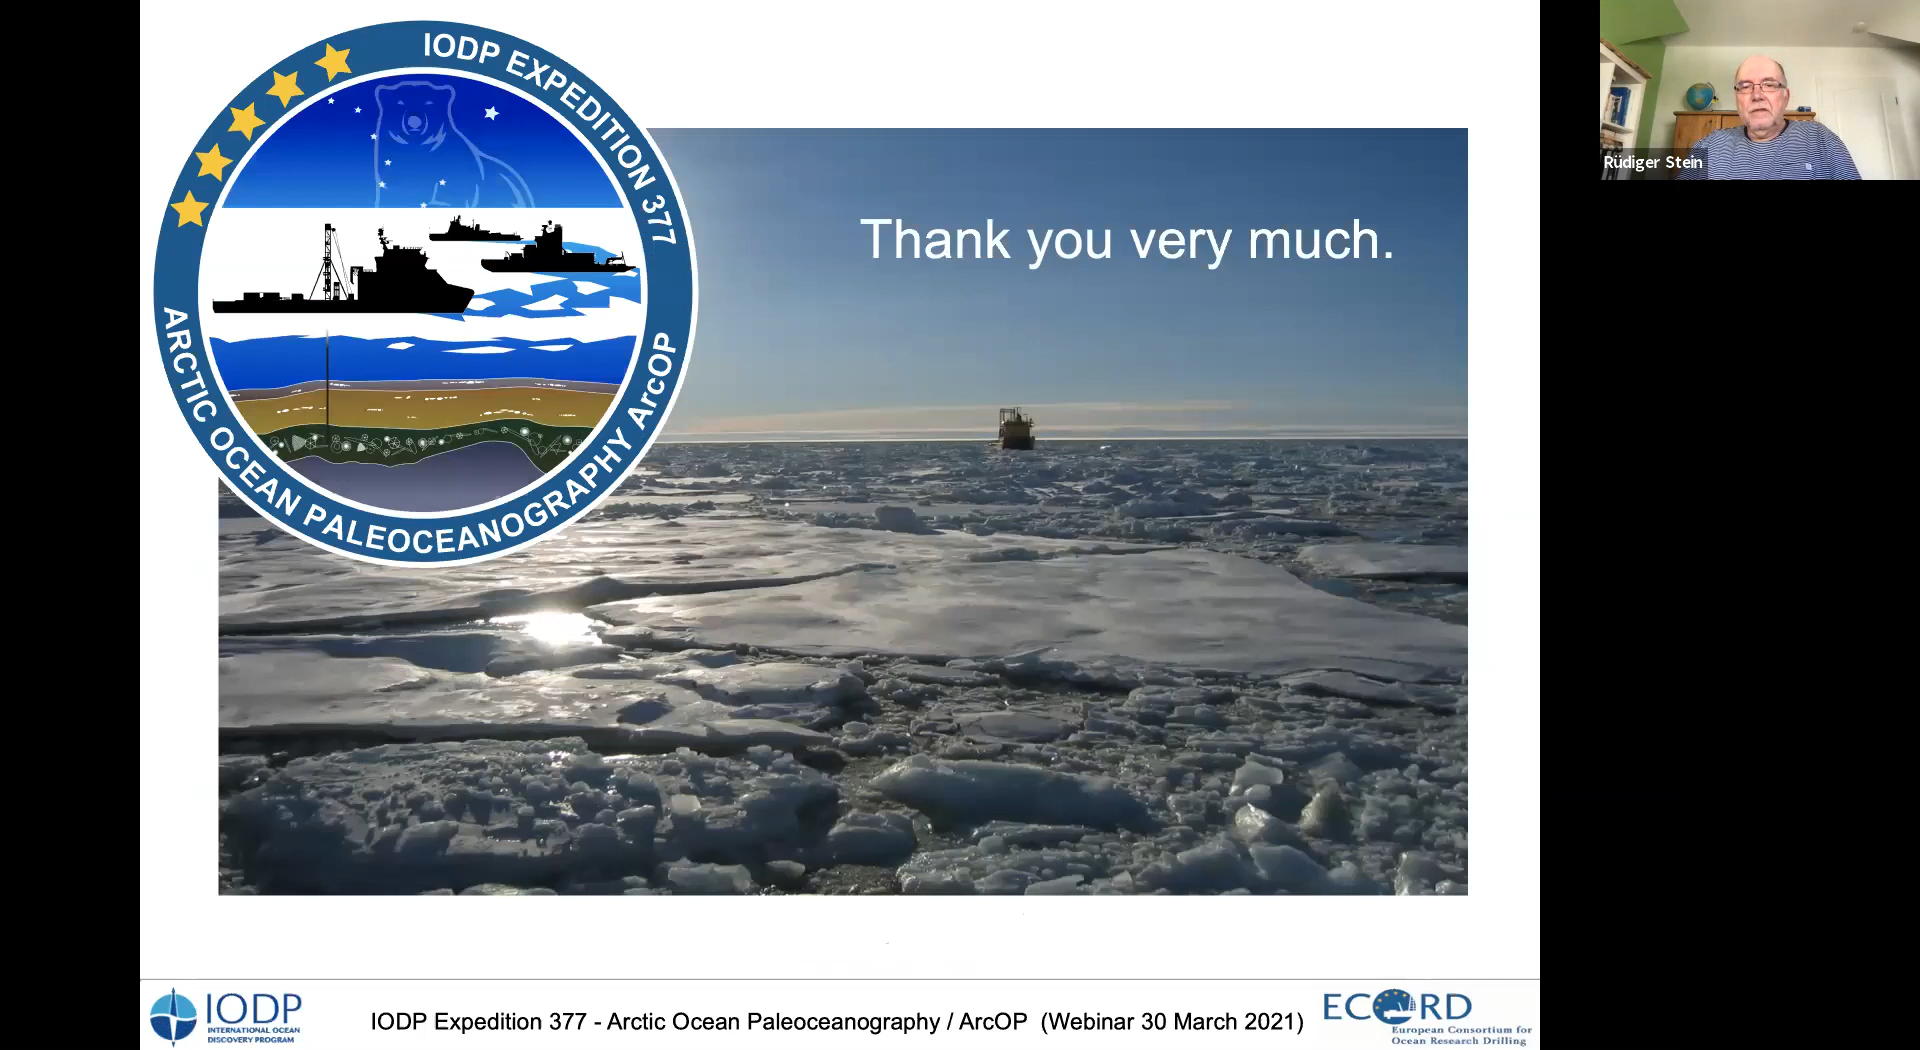 IODP EXPEDITION 377
ARCTIC OCEAN PALEOCEANOGRAPHY ArcOP
Thank you very much.
Rüdiger Stein
IODP
INTERNATIONAL OCEAN
DISCOVERY PROGRAM
IODP Expedition 377 - Arctic Ocean Paleoceanography / ArcOP (Webinar 30 March 2021)
ECORD
European Consortium for
Ocean Research Drilling